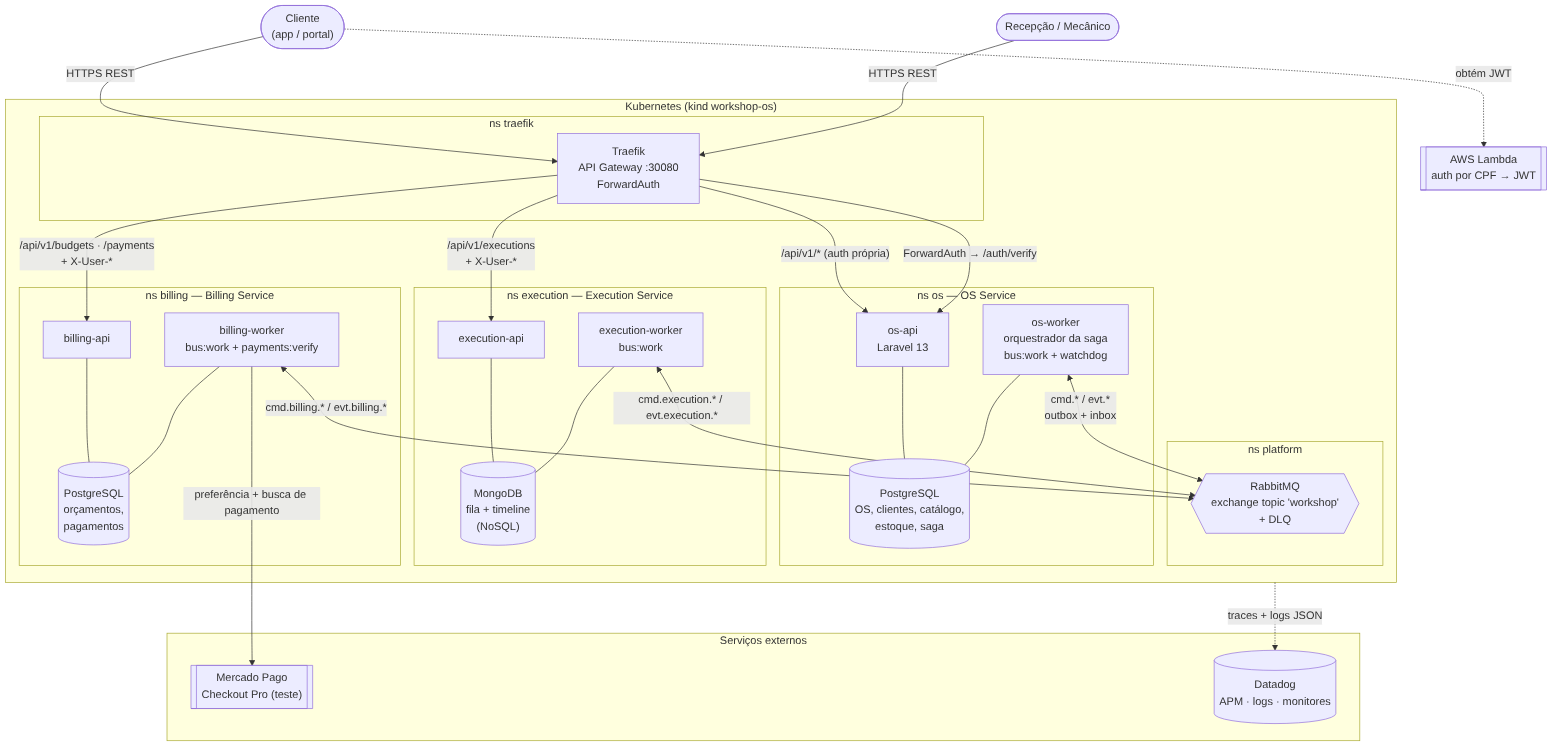 Cliente
(app / portal)
Recepção / Mecânico
HTTPS REST
HTTPS REST
obtém JWT
Kubernetes (kind workshop-os)
ns traefik
Traefik
API Gateway :30080
ForwardAuth
AWS Lambda
auth por CPF → JWT
/api/v1/budgets · /payments
+ X-User-*
/api/v1/executions
+ X-User-*
/api/v1/* (auth própria)
ForwardAuth → /auth/verify
ns billing — Billing Service
ns execution — Execution Service
ns os — OS Service
billing-api
billing-worker
bus:work + payments:verify
execution-api
execution-worker
bus:work
os-api
Laravel 13
os-worker
orquestrador da saga
bus:work + watchdog
cmd.billing.* / evt.billing.*
cmd.execution.* /
evt.execution.*
cmd.* / evt.*
outbox + inbox
ns platform
PostgreSQL
orçamentos,
pagamentos
preferência + busca de
pagamento
MongoDB
fila + timeline
(NoSQL)
PostgreSQL
OS, clientes, catálogo,
estoque, saga
RabbitMQ
exchange topic 'workshop'
+ DLQ
traces + logs JSON
Serviços externos
Mercado Pago
Checkout Pro (teste)
Datadog
APM · logs · monitores